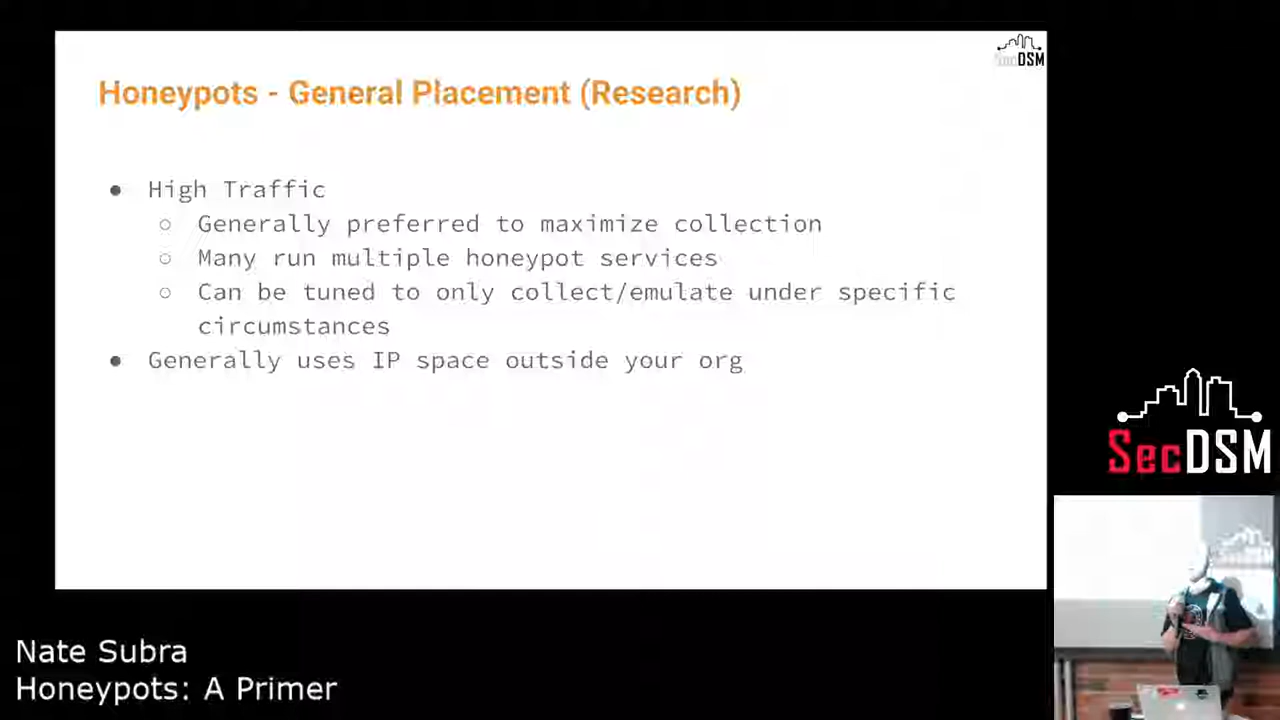 SecDSM
Honeypots - General Placement (Research)
● High Traffic
○ Generally preferred to maximize collection
○ Many run multiple honeypot services
○ Can be tuned to only collect/emulate under specific
circumstances
● Generally uses IP space outside your org
SecDSM
Nate Subra
Honeypots: A Primer